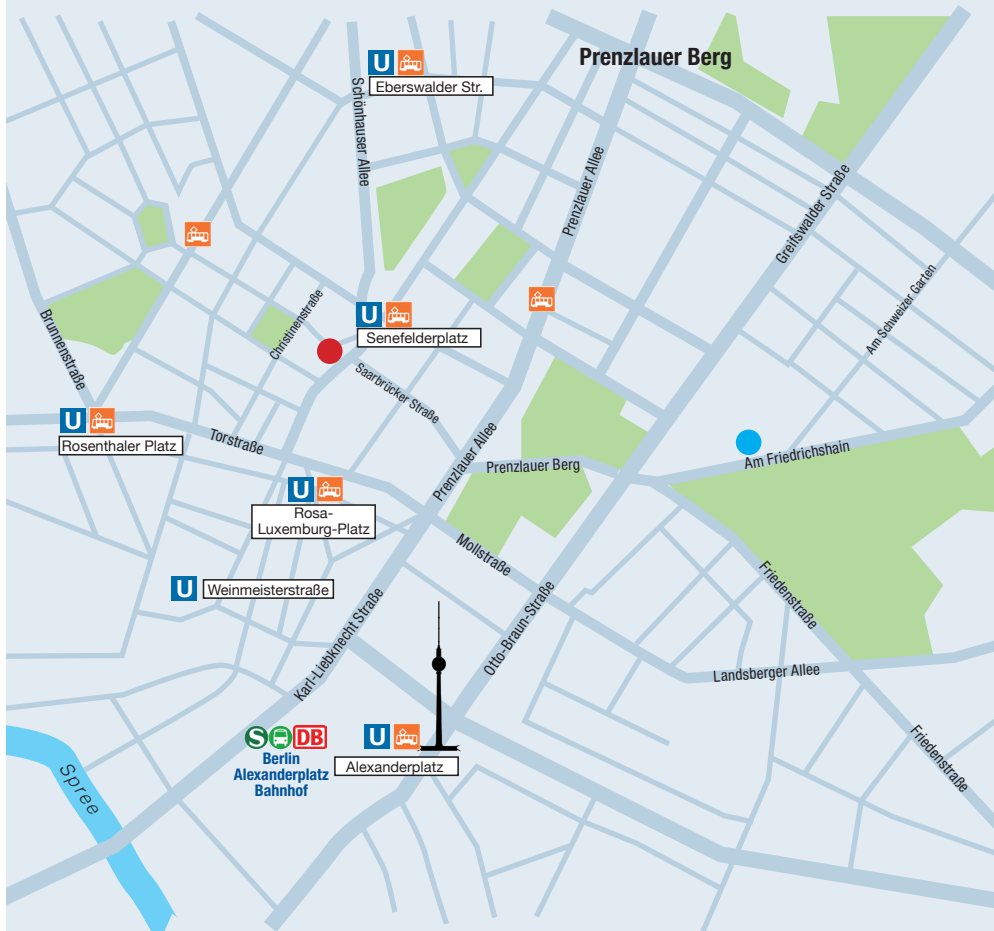 Prenzlauer Berg
U
Eberswalder Str.
Schönhauser Allee
Prenzlauer Allee
Greifswalder Straße
Am Schweizer Garten
Brunnenstraße
Christinenstraße
U
Senefelderplatz
Saarbrücker Straße
U
Rosenthaler Platz
Torstraße
Prenzlauer Allee
Prenzlauer Berg
Am Friedrichshain
U
Rosa-
Luxemburg-Platz
Mollstraße
U
Weinmeisterstraße
Karl-Liebknecht Straße
Otto-Braun-Straße
Friedenstraße
Landsberger Allee
Friedenstraße
S
DB
Berlin
Alexanderplatz
Bahnhof
U
Alexanderplatz
Spree